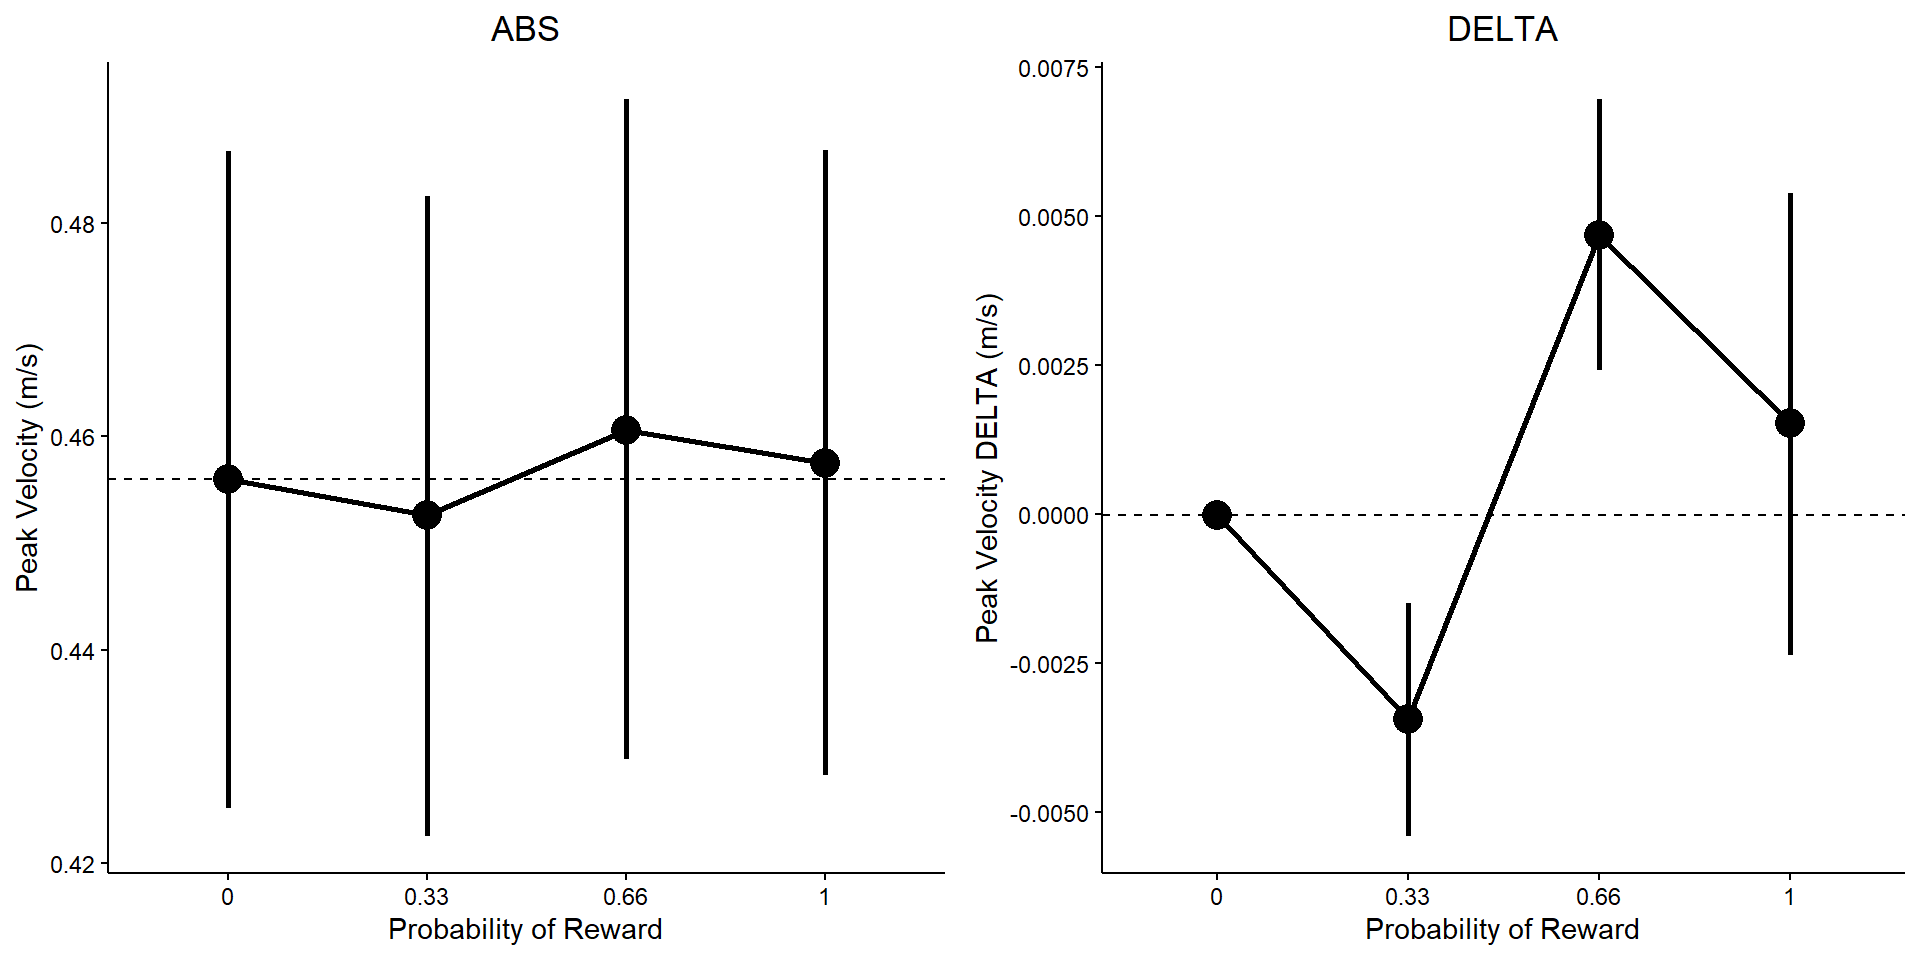 ABS
Peak Velocity (m/s)
0.48
0.46
0.44
0.42
0 0.33 0.66 1
Probability of Reward
DELTA
Peak Velocity DELTA (m/s)
0.0075
0.0050
0.0025
0.0000
-0.0025
-0.0050
0 0.33 0.66 1
Probability of Reward